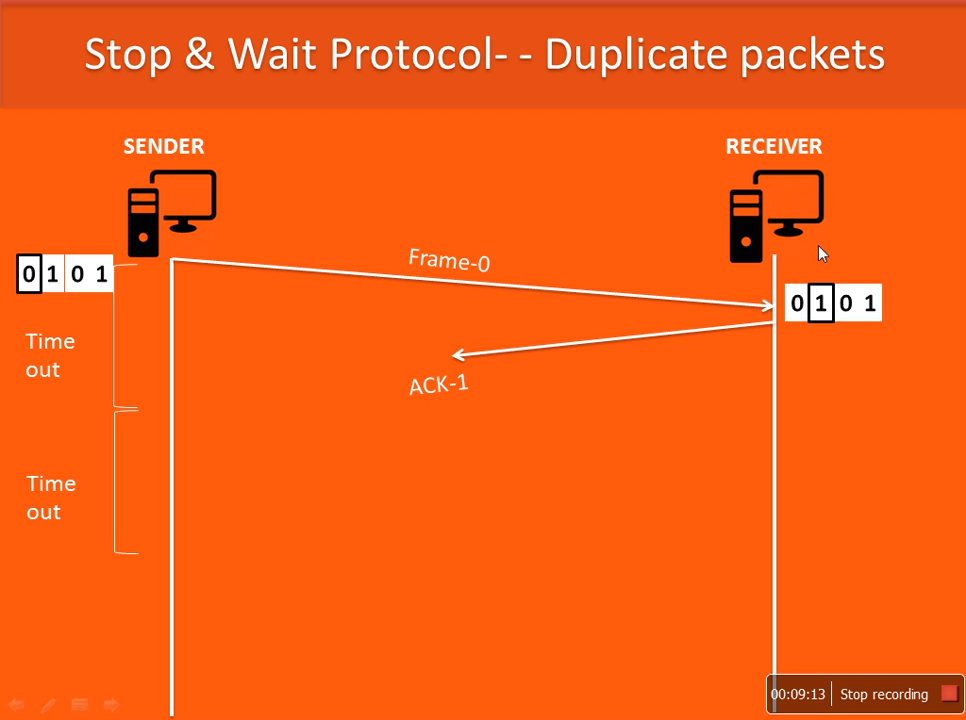 Stop & Wait Protocol- - Duplicate packets
SENDER
RECEIVER
Frame-0
0 1 0 1
0 1 0 1
Time
out
ACK-1
Time
out
00:09:13 Stop recording